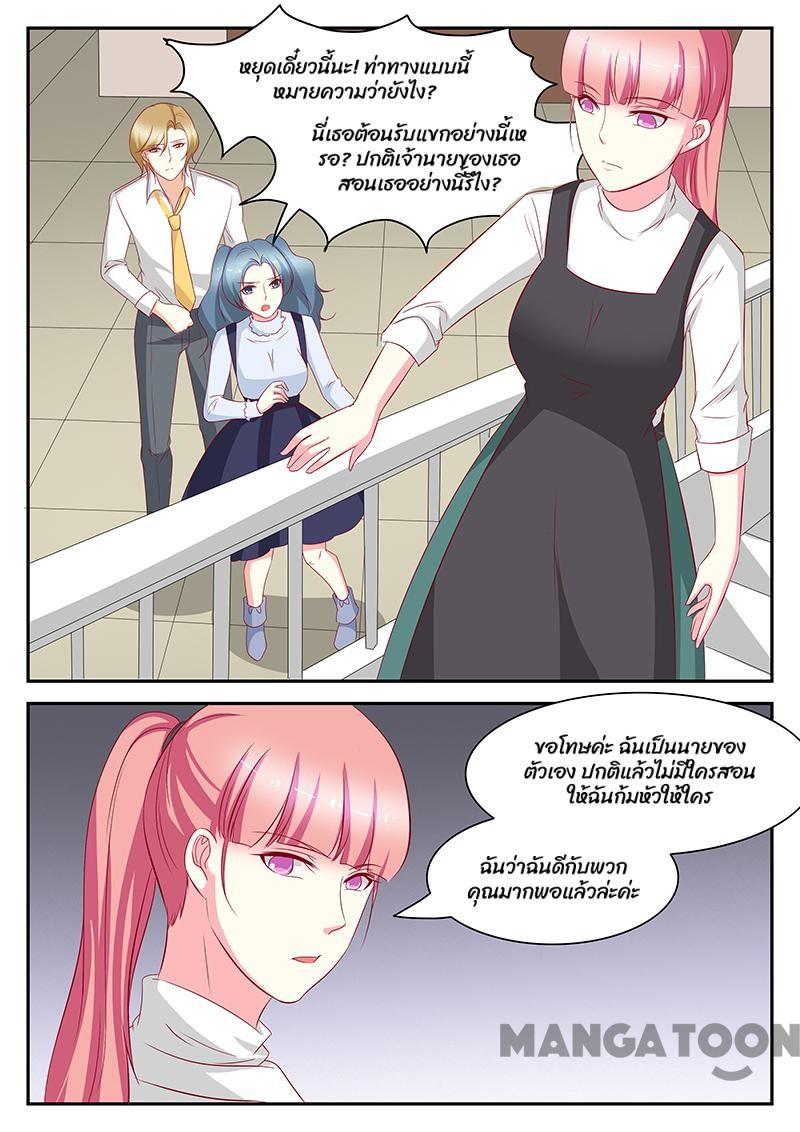 หยุดเดี๋ยวนี้นะ! ท่าทางแบบนี้
หมายความว่ายังไง?
นี่เธอต้อนรับแขกอย่างนี้เห
รอ? ปกติเจ้านายของเธอ
สอนเธออย่างนี้รึไง?
ขอโทษค่ะ ฉันเป็นนายของ
ตัวเอง ปกติแล้วไม่มีใครสอน
ให้ฉันก้มหัวให้ใคร
ฉันว่าฉันดีกับพวก
คุณมากพอแล้วล่ะค่ะ
MANGATOON